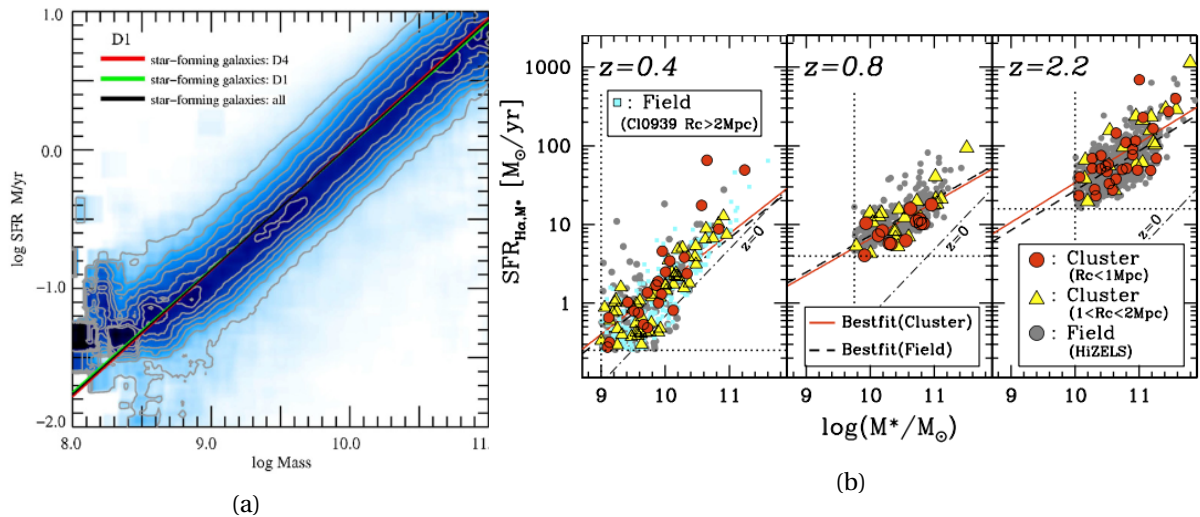 D1
star-forming galaxies: D4
star-forming galaxies: D1
star-forming galaxies: all
1.0
0.0
-1.0
-2.0
log SFR M/yr
8.0 9.0 10.0 11.
log Mass
(a)
z=0.4 z=0.8 z=2.2
: Field
(Cl0939 Rc>2Mpc)
1000
100
10
1
SFR_Hα,M* [M⊙/yr]
z=0 z=0 z=0
Bestfit(Cluster)
Bestfit(Field)
: Cluster
(Rc<1Mpc)
: Cluster
(1<Rc<2Mpc)
: Field
(HiZELS)
9 10 11 9 10 11 9 10 11
log(M*/M⊙)
(b)